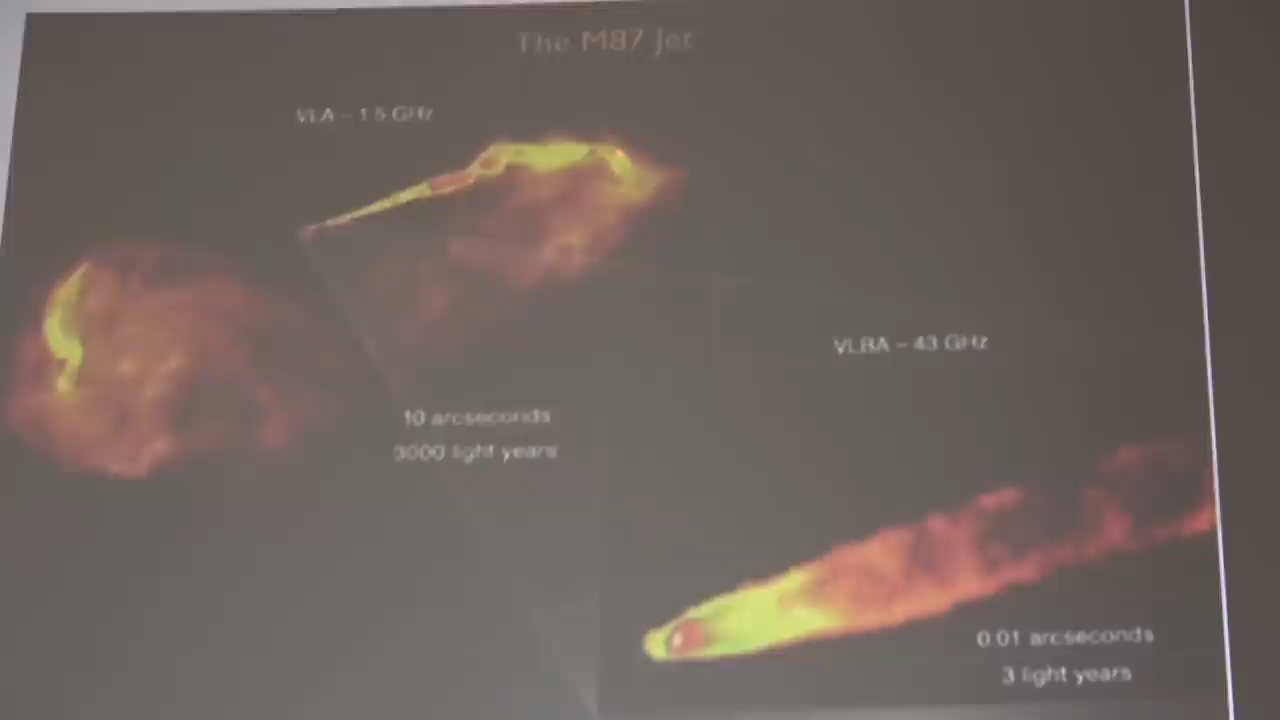 The M87 Jet
VLA – 1.5 GHz
VLBA – 43 GHz
10 arcseconds
3000 light years
0.01 arcseconds
3 light years